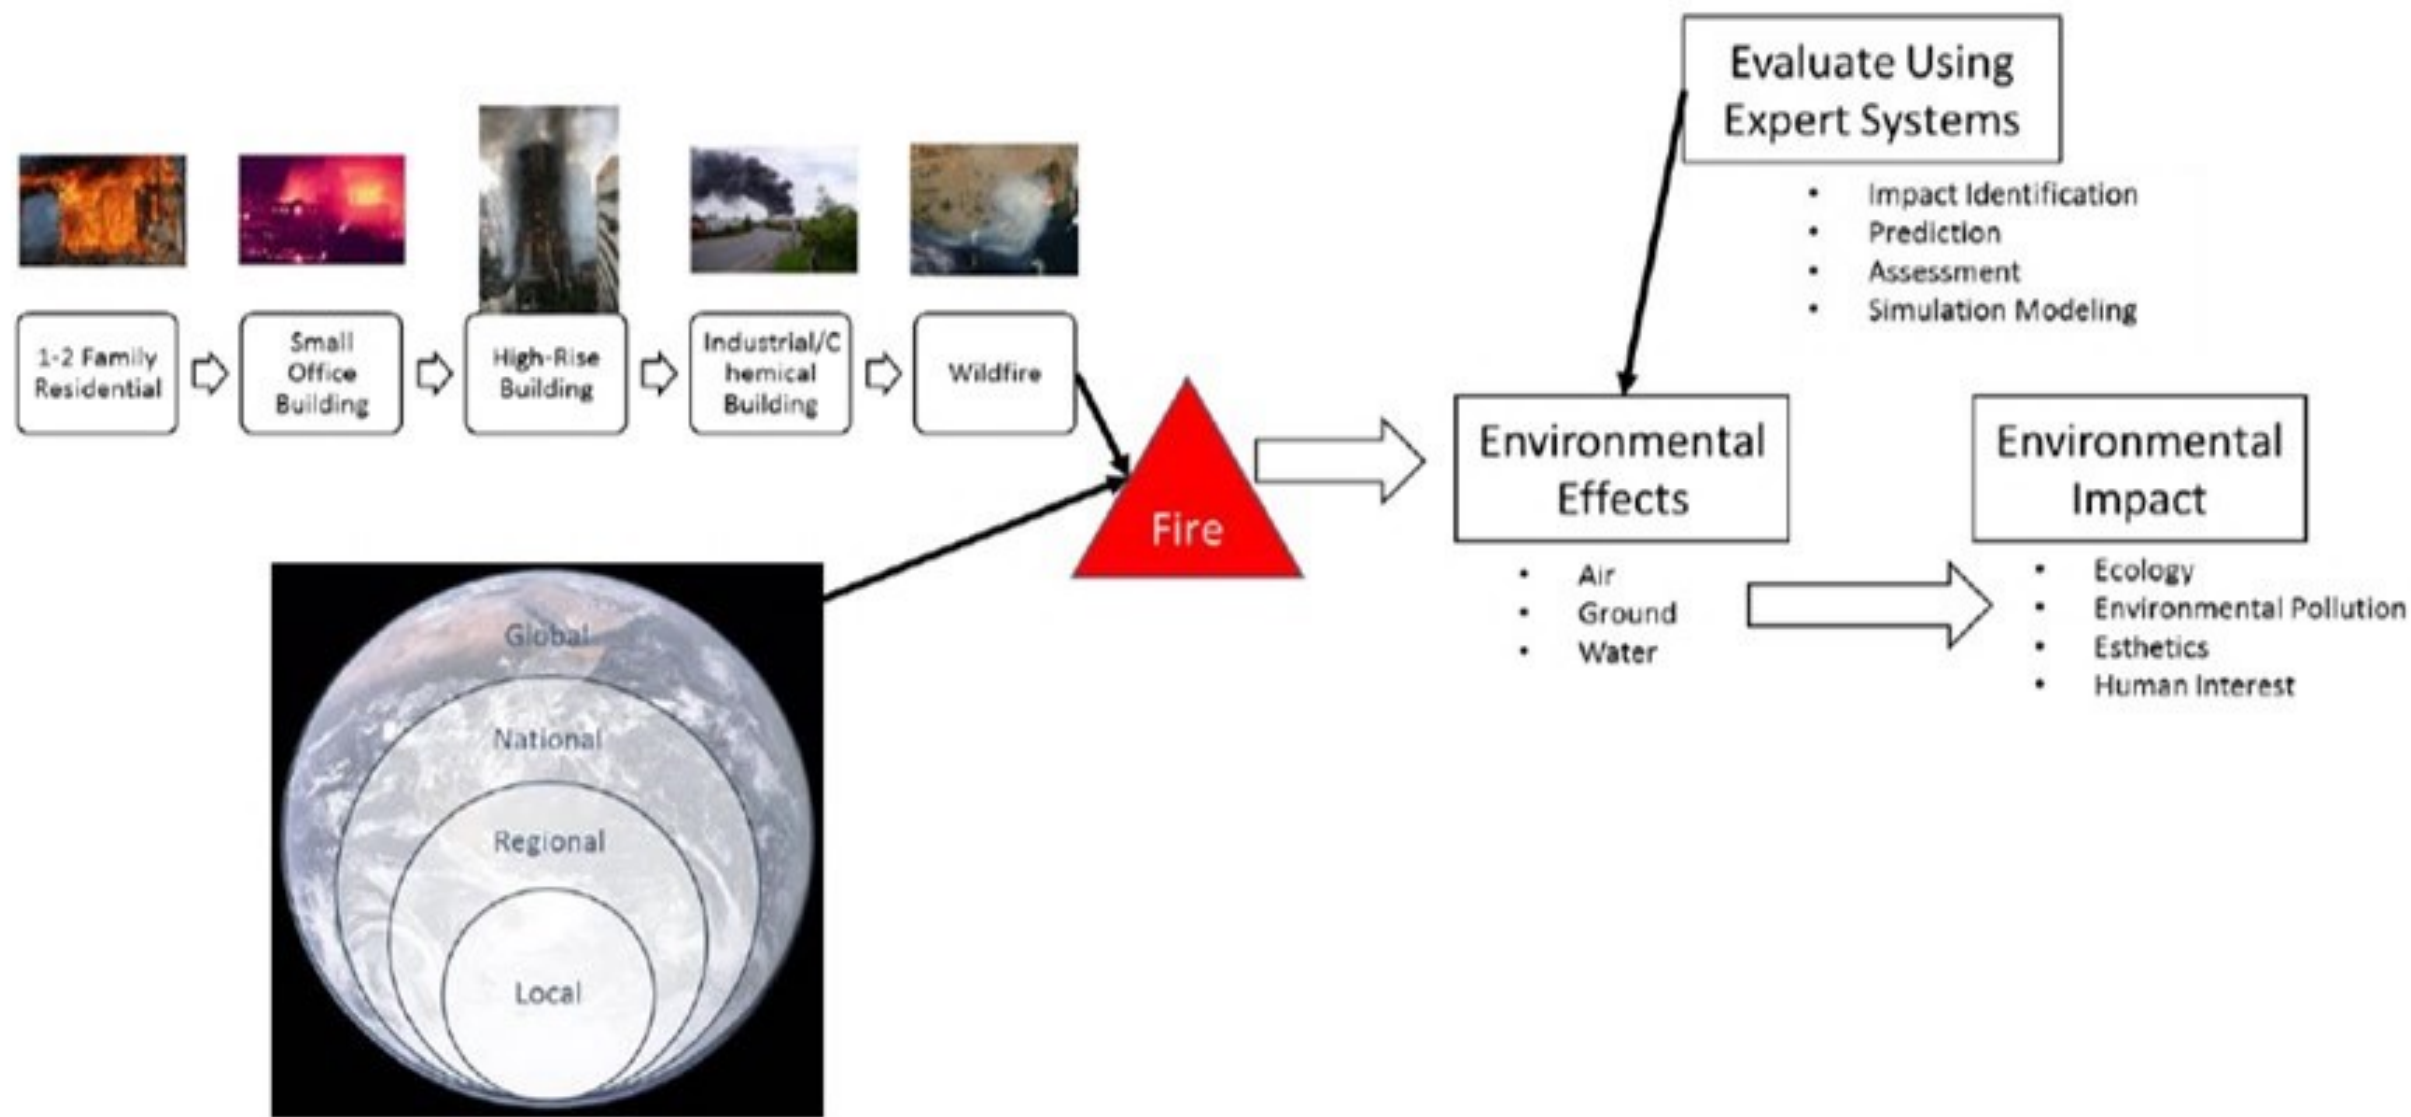 Evaluate Using
Expert Systems
• Impact Identification
• Prediction
• Assessment
• Simulation Modeling
1-2 Family
Residential
Small
Office
Building
High-Rise
Building
Industrial/C
hemical
Building
Wildfire
Fire
Environmental
Effects
• Air
• Ground
• Water
Environmental
Impact
• Ecology
• Environmental Pollution
• Esthetics
• Human Interest
Global
National
Regional
Local